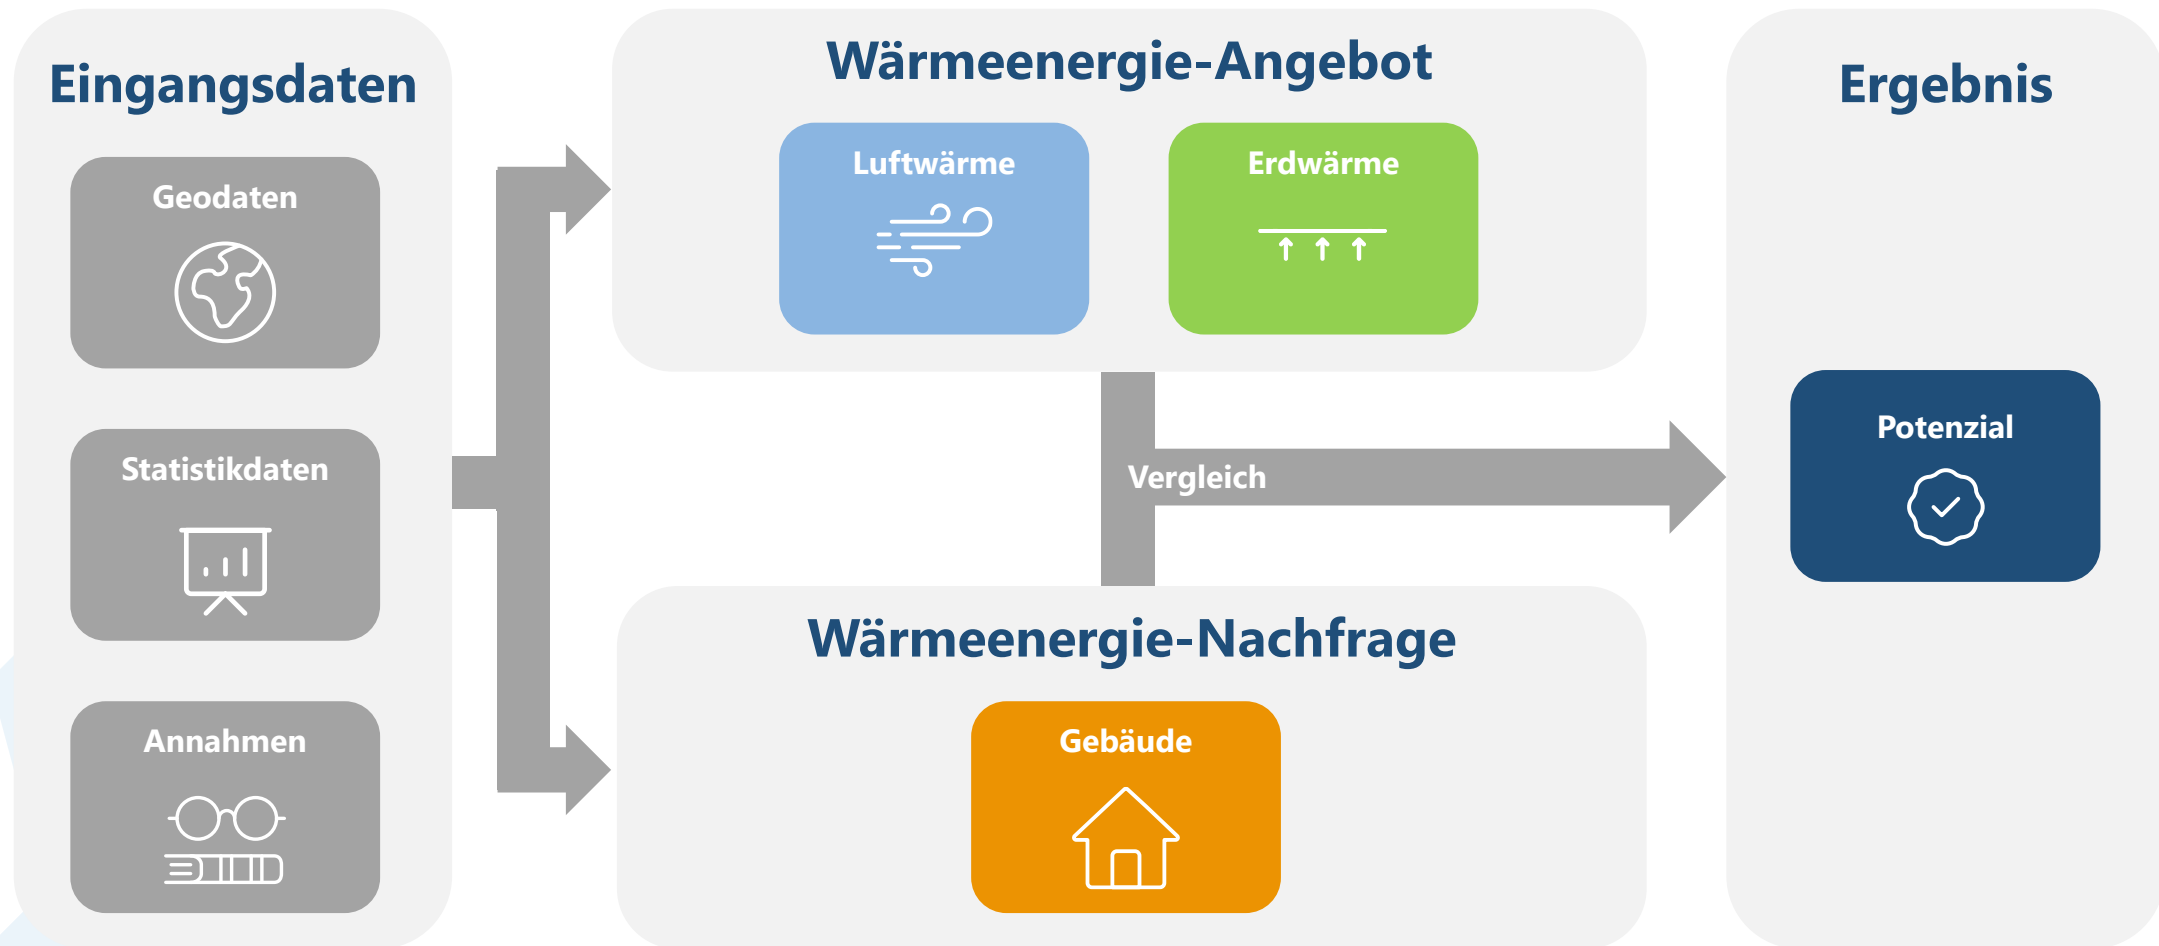 Eingangsdaten
Geodaten
Statistikdaten
Annahmen
Wärmeenergie-Angebot
Luftwärme
Erdwärme
Vergleich
Wärmeenergie-Nachfrage
Gebäude
Ergebnis
Potenzial